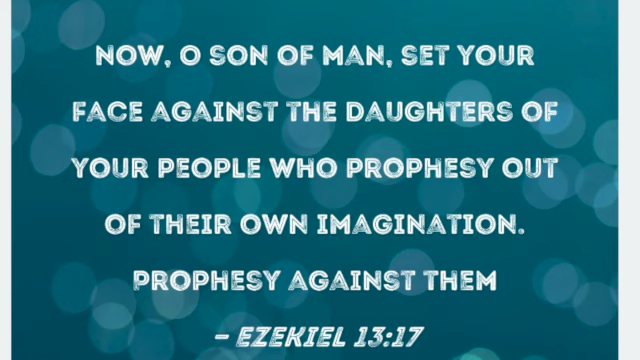 NOW, O SON OF MAN, SET YOUR
FACE AGAINST THE DAUGHTERS OF
YOUR PEOPLE WHO PROPHESY OUT
OF THEIR OWN IMAGINATION.
PROPHESY AGAINST THEM
– EZEKIEL 13:17